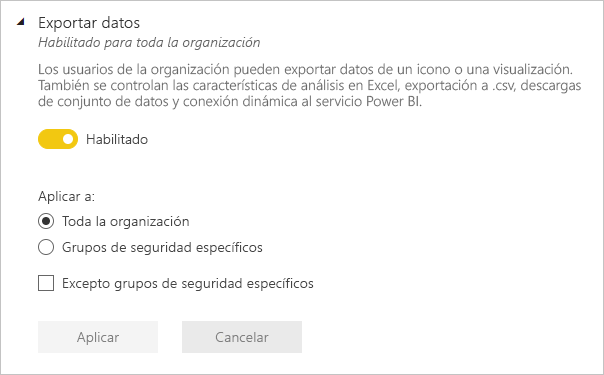 Exportar datos
Habilitado para toda la organización
Los usuarios de la organización pueden exportar datos de un icono o una visualización.
También se controlan las características de análisis en Excel, exportación a .csv, descargas
de conjunto de datos y conexión dinámica al servicio Power BI.
Habilitado
Aplicar a:
Toda la organización
Grupos de seguridad específicos
Excepto grupos de seguridad específicos
Aplicar
Cancelar